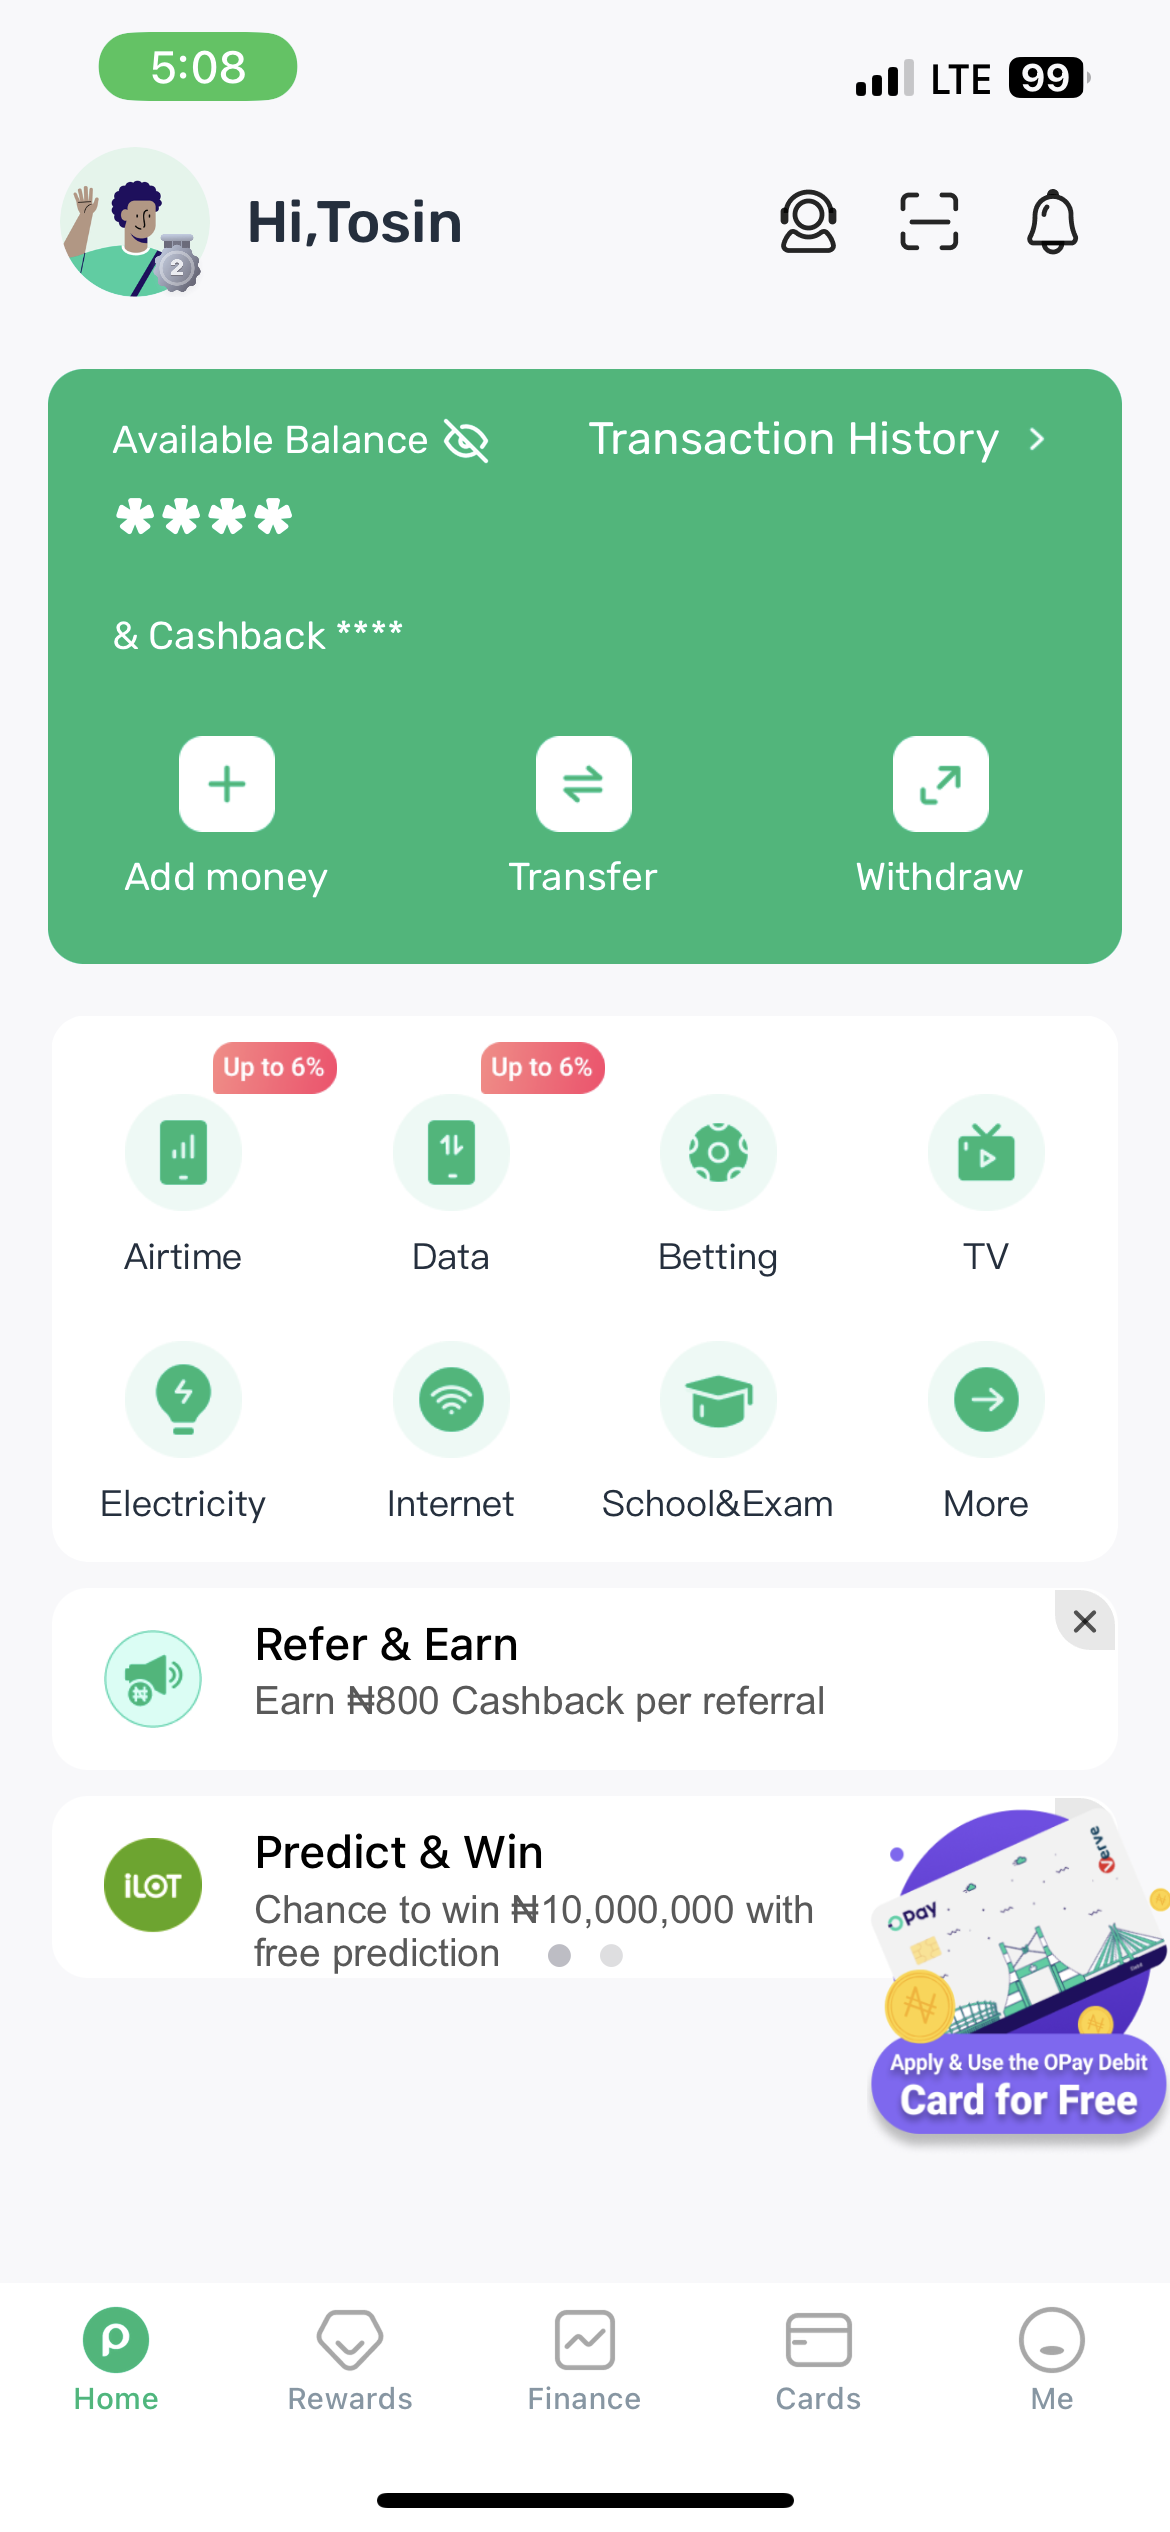 5:08
LTE 99
2
Hi,Tosin
Available Balance
Transaction History
****
& Cashback ****
Add money
Transfer
Withdraw
Up to 6%
Up to 6%
Airtime
Data
Betting
TV
Electricity
Internet
School&Exam
More
Refer & Earn
Earn ₦800 Cashback per referral
iLOT
Predict & Win
Chance to win ₦10,000,000 with
free prediction
Verve
OPay
Apply & Use the OPay Debit
Card for Free
Home
Rewards
Finance
Cards
Me